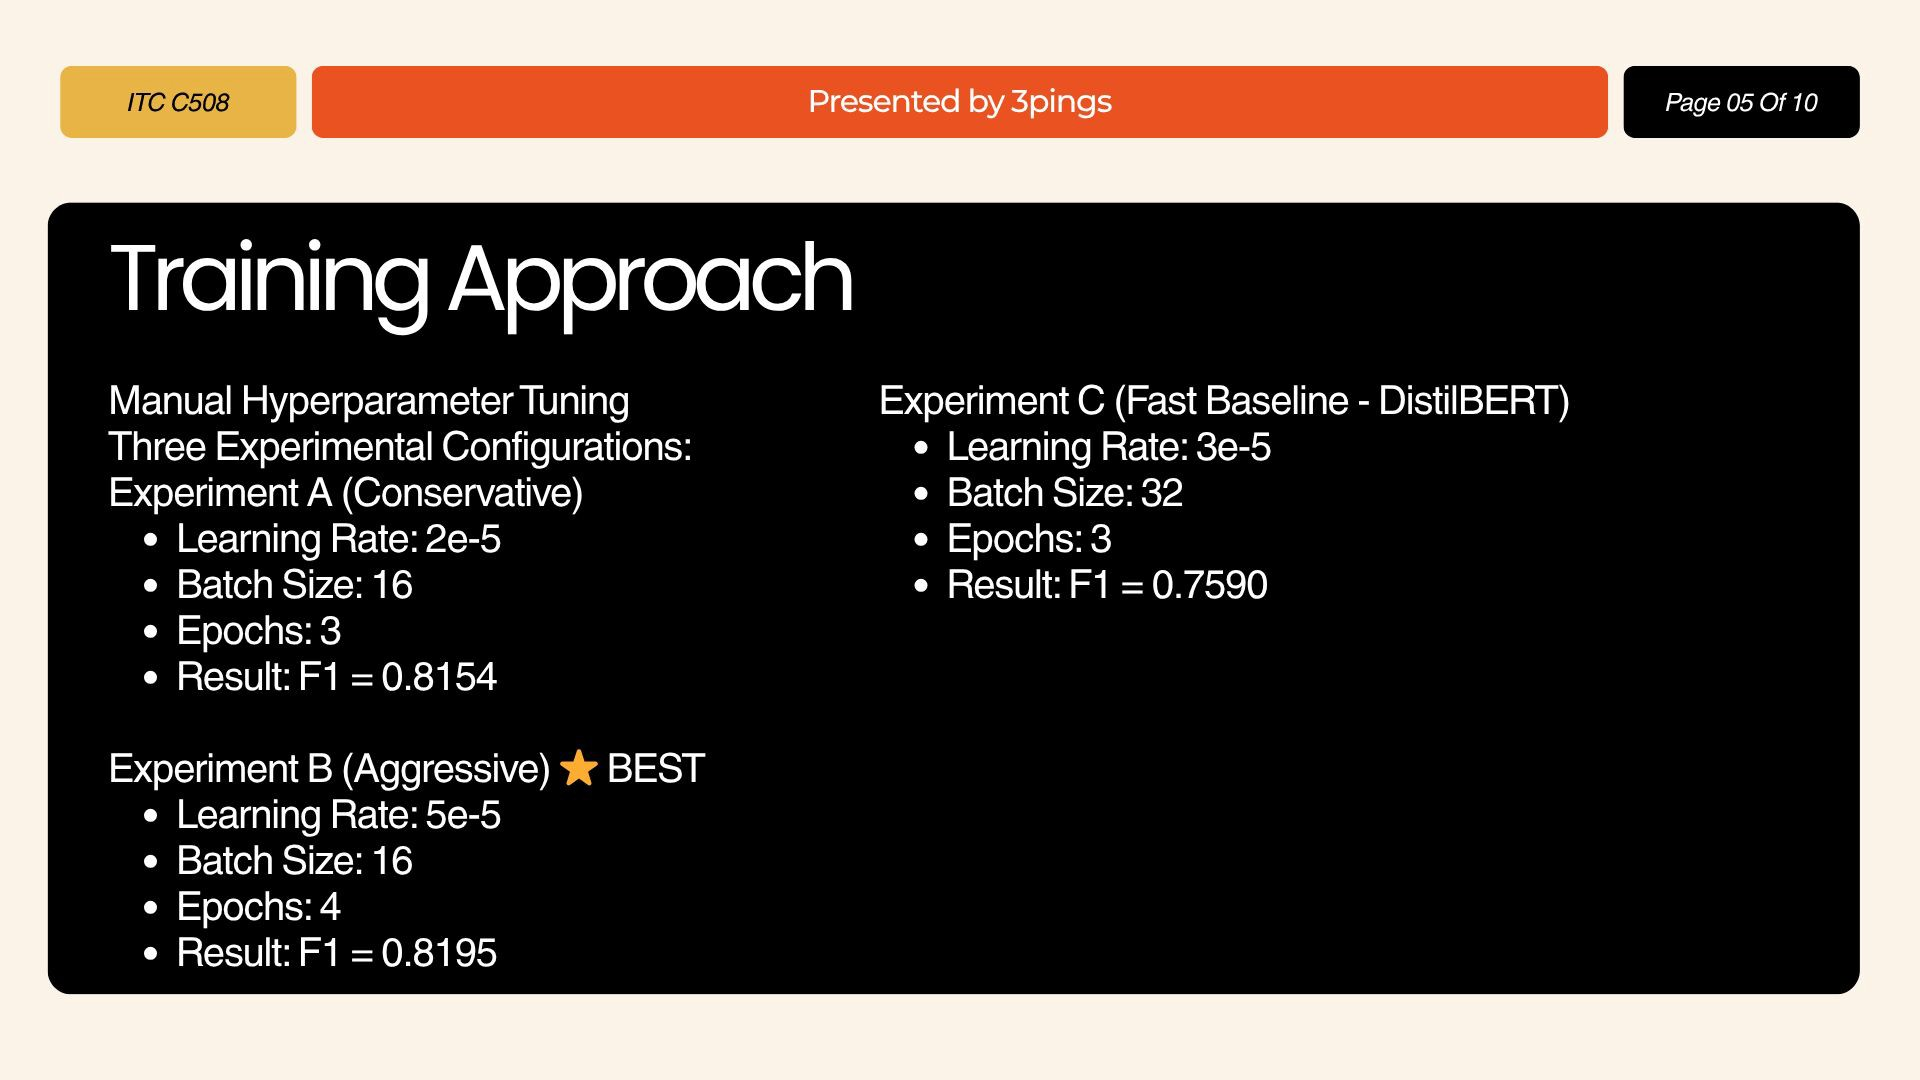 ITC C508
Presented by 3pings
Page 05 Of 10
Training Approach
Manual Hyperparameter Tuning
Three Experimental Configurations:
Experiment A (Conservative)
• Learning Rate: 2e-5
• Batch Size: 16
• Epochs: 3
• Result: F1 = 0.8154
Experiment B (Aggressive) ⭐ BEST
• Learning Rate: 5e-5
• Batch Size: 16
• Epochs: 4
• Result: F1 = 0.8195
Experiment C (Fast Baseline - DistilBERT)
• Learning Rate: 3e-5
• Batch Size: 32
• Epochs: 3
• Result: F1 = 0.7590